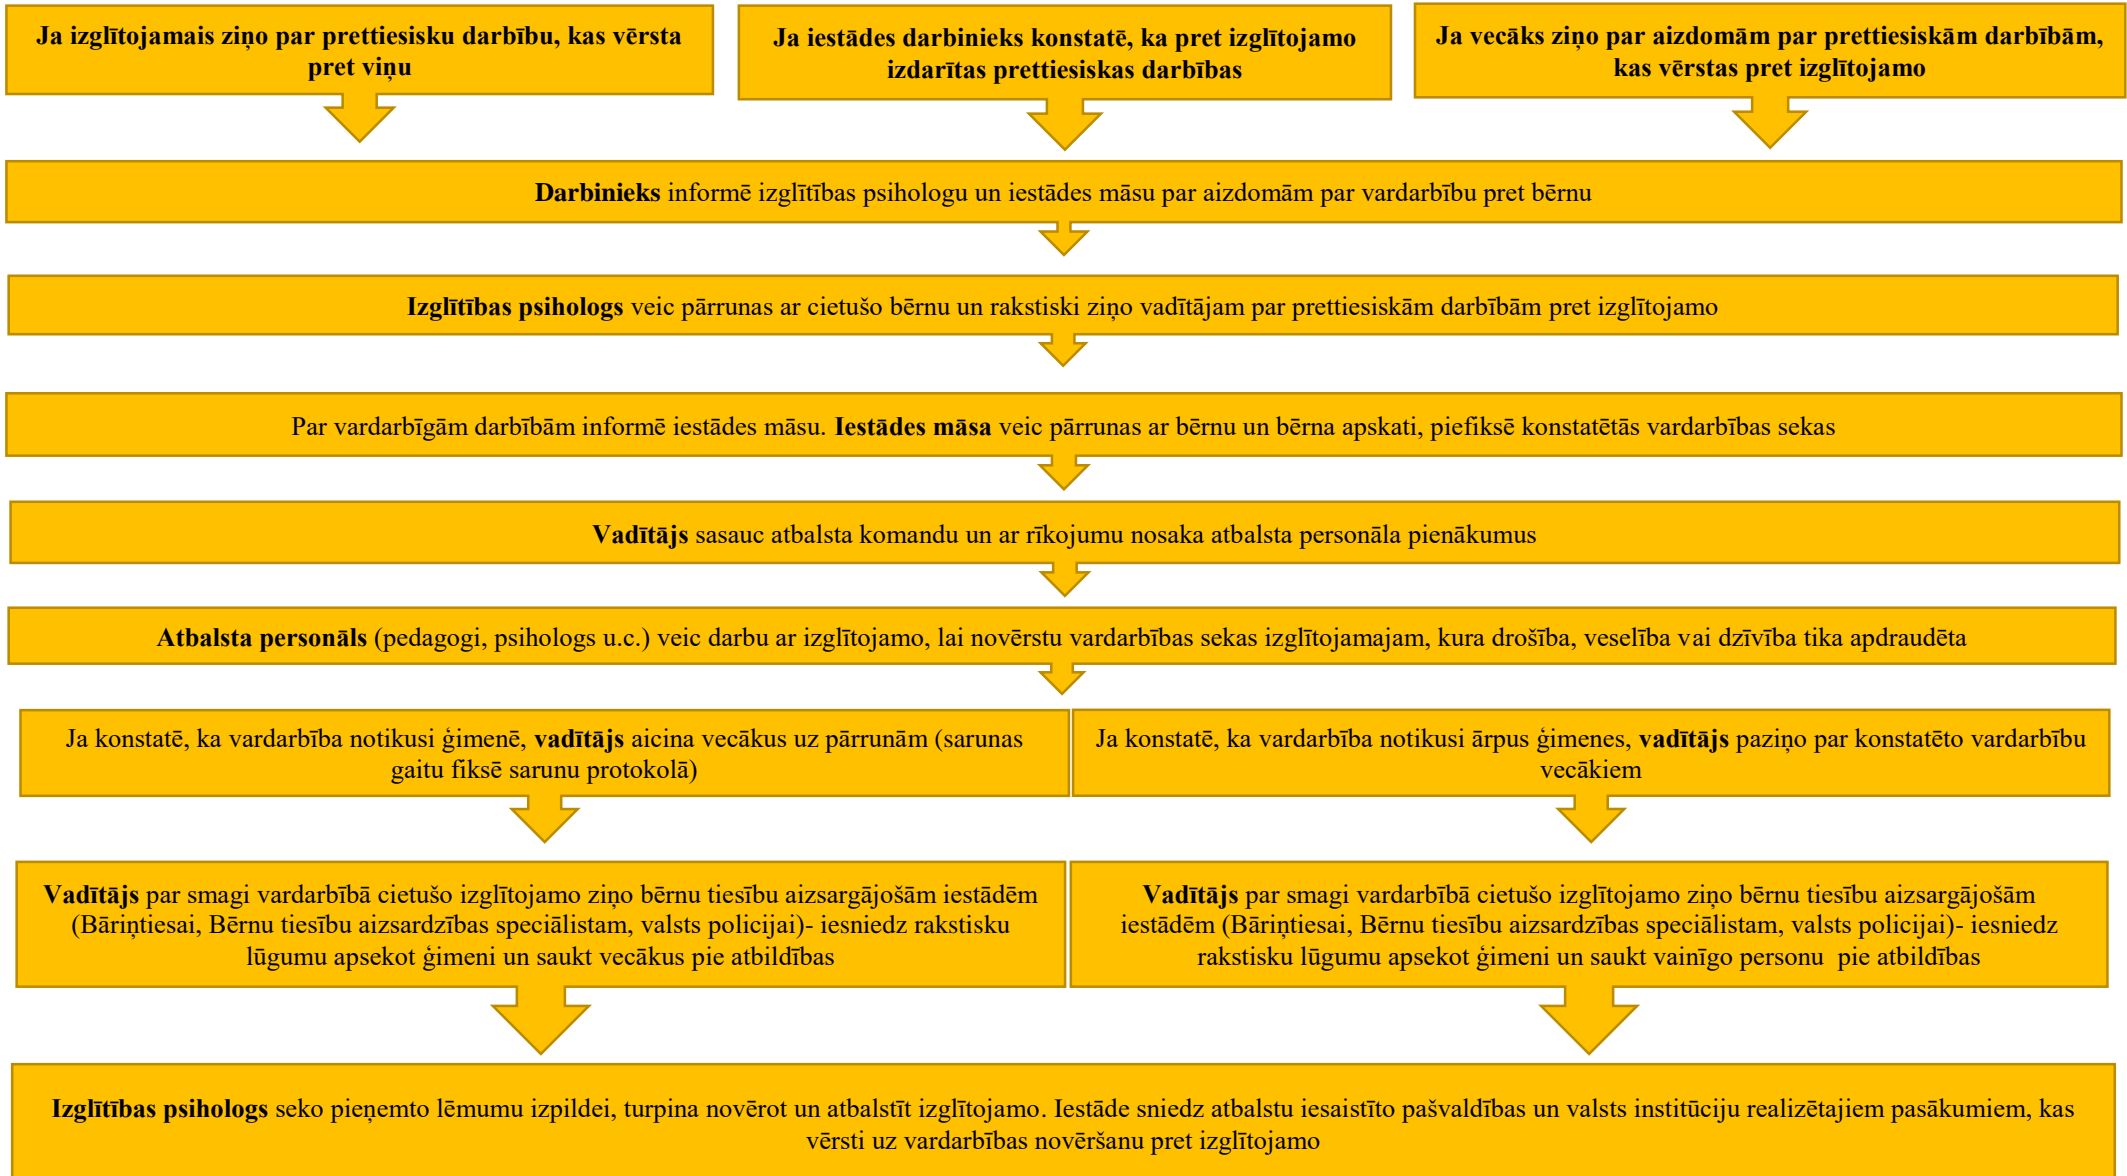 Ja izglītojamais ziņo par prettiesisku darbību, kas vērsta
pret viņu
Ja iestādes darbinieks konstatē, ka pret izglītojamo
izdarītas prettiesiskas darbības
Ja vecāks ziņo par aizdomām par prettiesiskām darbībām,
kas vērstas pret izglītojamo
Darbinieks informē izglītības psihologu un iestādes māsu par aizdomām par vardarbību pret bērnu
Izglītības psihologs veic pārrunas ar cietušo bērnu un rakstiski ziņo vadītājam par prettiesiskām darbībām pret izglītojamo
Par vardarbīgām darbībām informē iestādes māsu. Iestādes māsa veic pārrunas ar bērnu un bērna apskati, piefiksē konstatētās vardarbības sekas
Vadītājs sasauc atbalsta komandu un ar rīkojumu nosaka atbalsta personāla pienākumus
Atbalsta personāls (pedagogi, psihologs u.c.) veic darbu ar izglītojamo, lai novērstu vardarbības sekas izglītojamajam, kura drošība, veselība vai dzīvība tika apdraudēta
Ja konstatē, ka vardarbība notikusi ģimenē, vadītājs aicina vecākus uz pārrunām (sarunas
gaitu fiksē sarunu protokolā)
Ja konstatē, ka vardarbība notikusi ārpus ģimenes, vadītājs paziņo par konstatēto vardarbību
vecākiem
Vadītājs par smagi vardarbībā cietušo izglītojamo ziņo bērnu tiesību aizsargājošām iestādēm
(Bāriņtiesai, Bērnu tiesību aizsardzības speciālistam, valsts policijai)- iesniedz rakstisku
lūgumu apsekot ģimeni un saukt vecākus pie atbildības
Vadītājs par smagi vardarbībā cietušo izglītojamo ziņo bērnu tiesību aizsargājošām
iestādēm (Bāriņtiesai, Bērnu tiesību aizsardzības speciālistam, valsts policijai)- iesniedz
rakstisku lūgumu apsekot ģimeni un saukt vainīgo personu  pie atbildības
Izglītības psihologs seko pieņemto lēmumu izpildei, turpina novērot un atbalstīt izglītojamo. Iestāde sniedz atbalstu iesaistīto pašvaldības un valsts institūciju realizētajiem pasākumiem, kas
vērsti uz vardarbības novēršanu pret izglītojamo